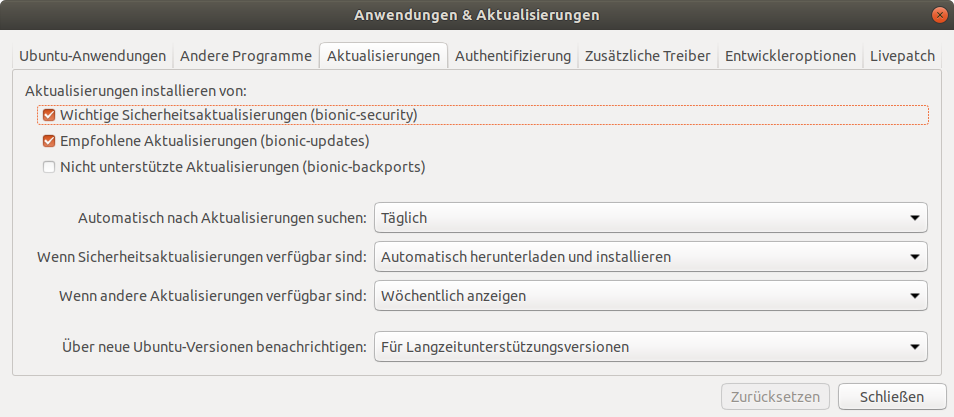 Anwendungen & Aktualisierungen
Ubuntu-Anwendungen Andere Programme Aktualisierungen Authentifizierung Zusätzliche Treiber Entwickleroptionen Livepatch
Aktualisierungen installieren von:
Wichtige Sicherheitsaktualisierungen (bionic-security)
Empfohlene Aktualisierungen (bionic-updates)
Nicht unterstützte Aktualisierungen (bionic-backports)
Automatisch nach Aktualisierungen suchen: Täglich
Wenn Sicherheitsaktualisierungen verfügbar sind: Automatisch herunterladen und installieren
Wenn andere Aktualisierungen verfügbar sind: Wöchentlich anzeigen
Über neue Ubuntu-Versionen benachrichtigen: Für Langzeitunterstützungsversionen
Zurücksetzen Schließen